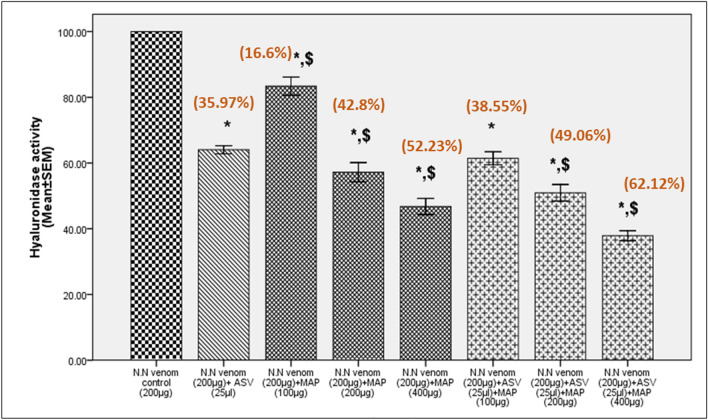 Hyaluronidase activity
(Mean±SEM)
100.00
80.00
60.00
40.00
20.00
0.00
(35.97%)
*
(16.6%)
*,$
(42.8%)
*,$
(52.23%)
*,$
(38.55%)
*
(49.06%)
*,$
(62.12%)
*,$
N.N venom
control
(200µg)
N.N venom
(200µg)+ ASV
(25µl)
N.N venom
(200µg)+MAP
(100µg)
N.N venom
(200µg)+MAP
(200µg)
N.N venom
(200µg)+MAP
(400µg)
N.N venom
(200µg)+ASV
(25µl)+MAP
(100µg)
N.N venom
(200µg)+ASV
(25µl)+MAP
(200µg)
N.N venom
(200µg)+ASV
(25µl)+MAP
(400µg)